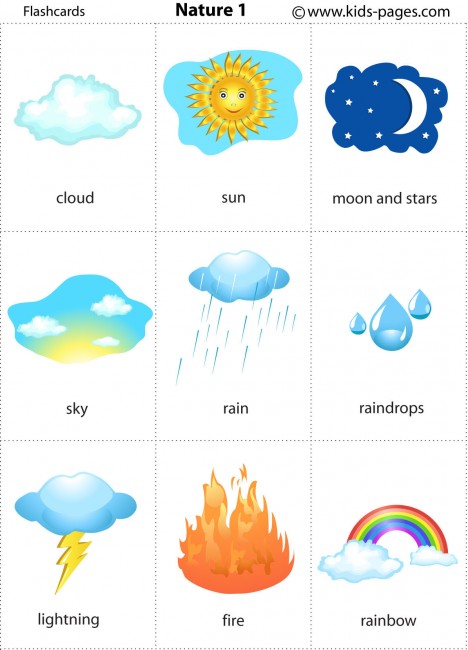 Flashcards Nature 1 ©www.kids-pages.com
cloud sun moon and stars
sky rain raindrops
lightning fire rainbow